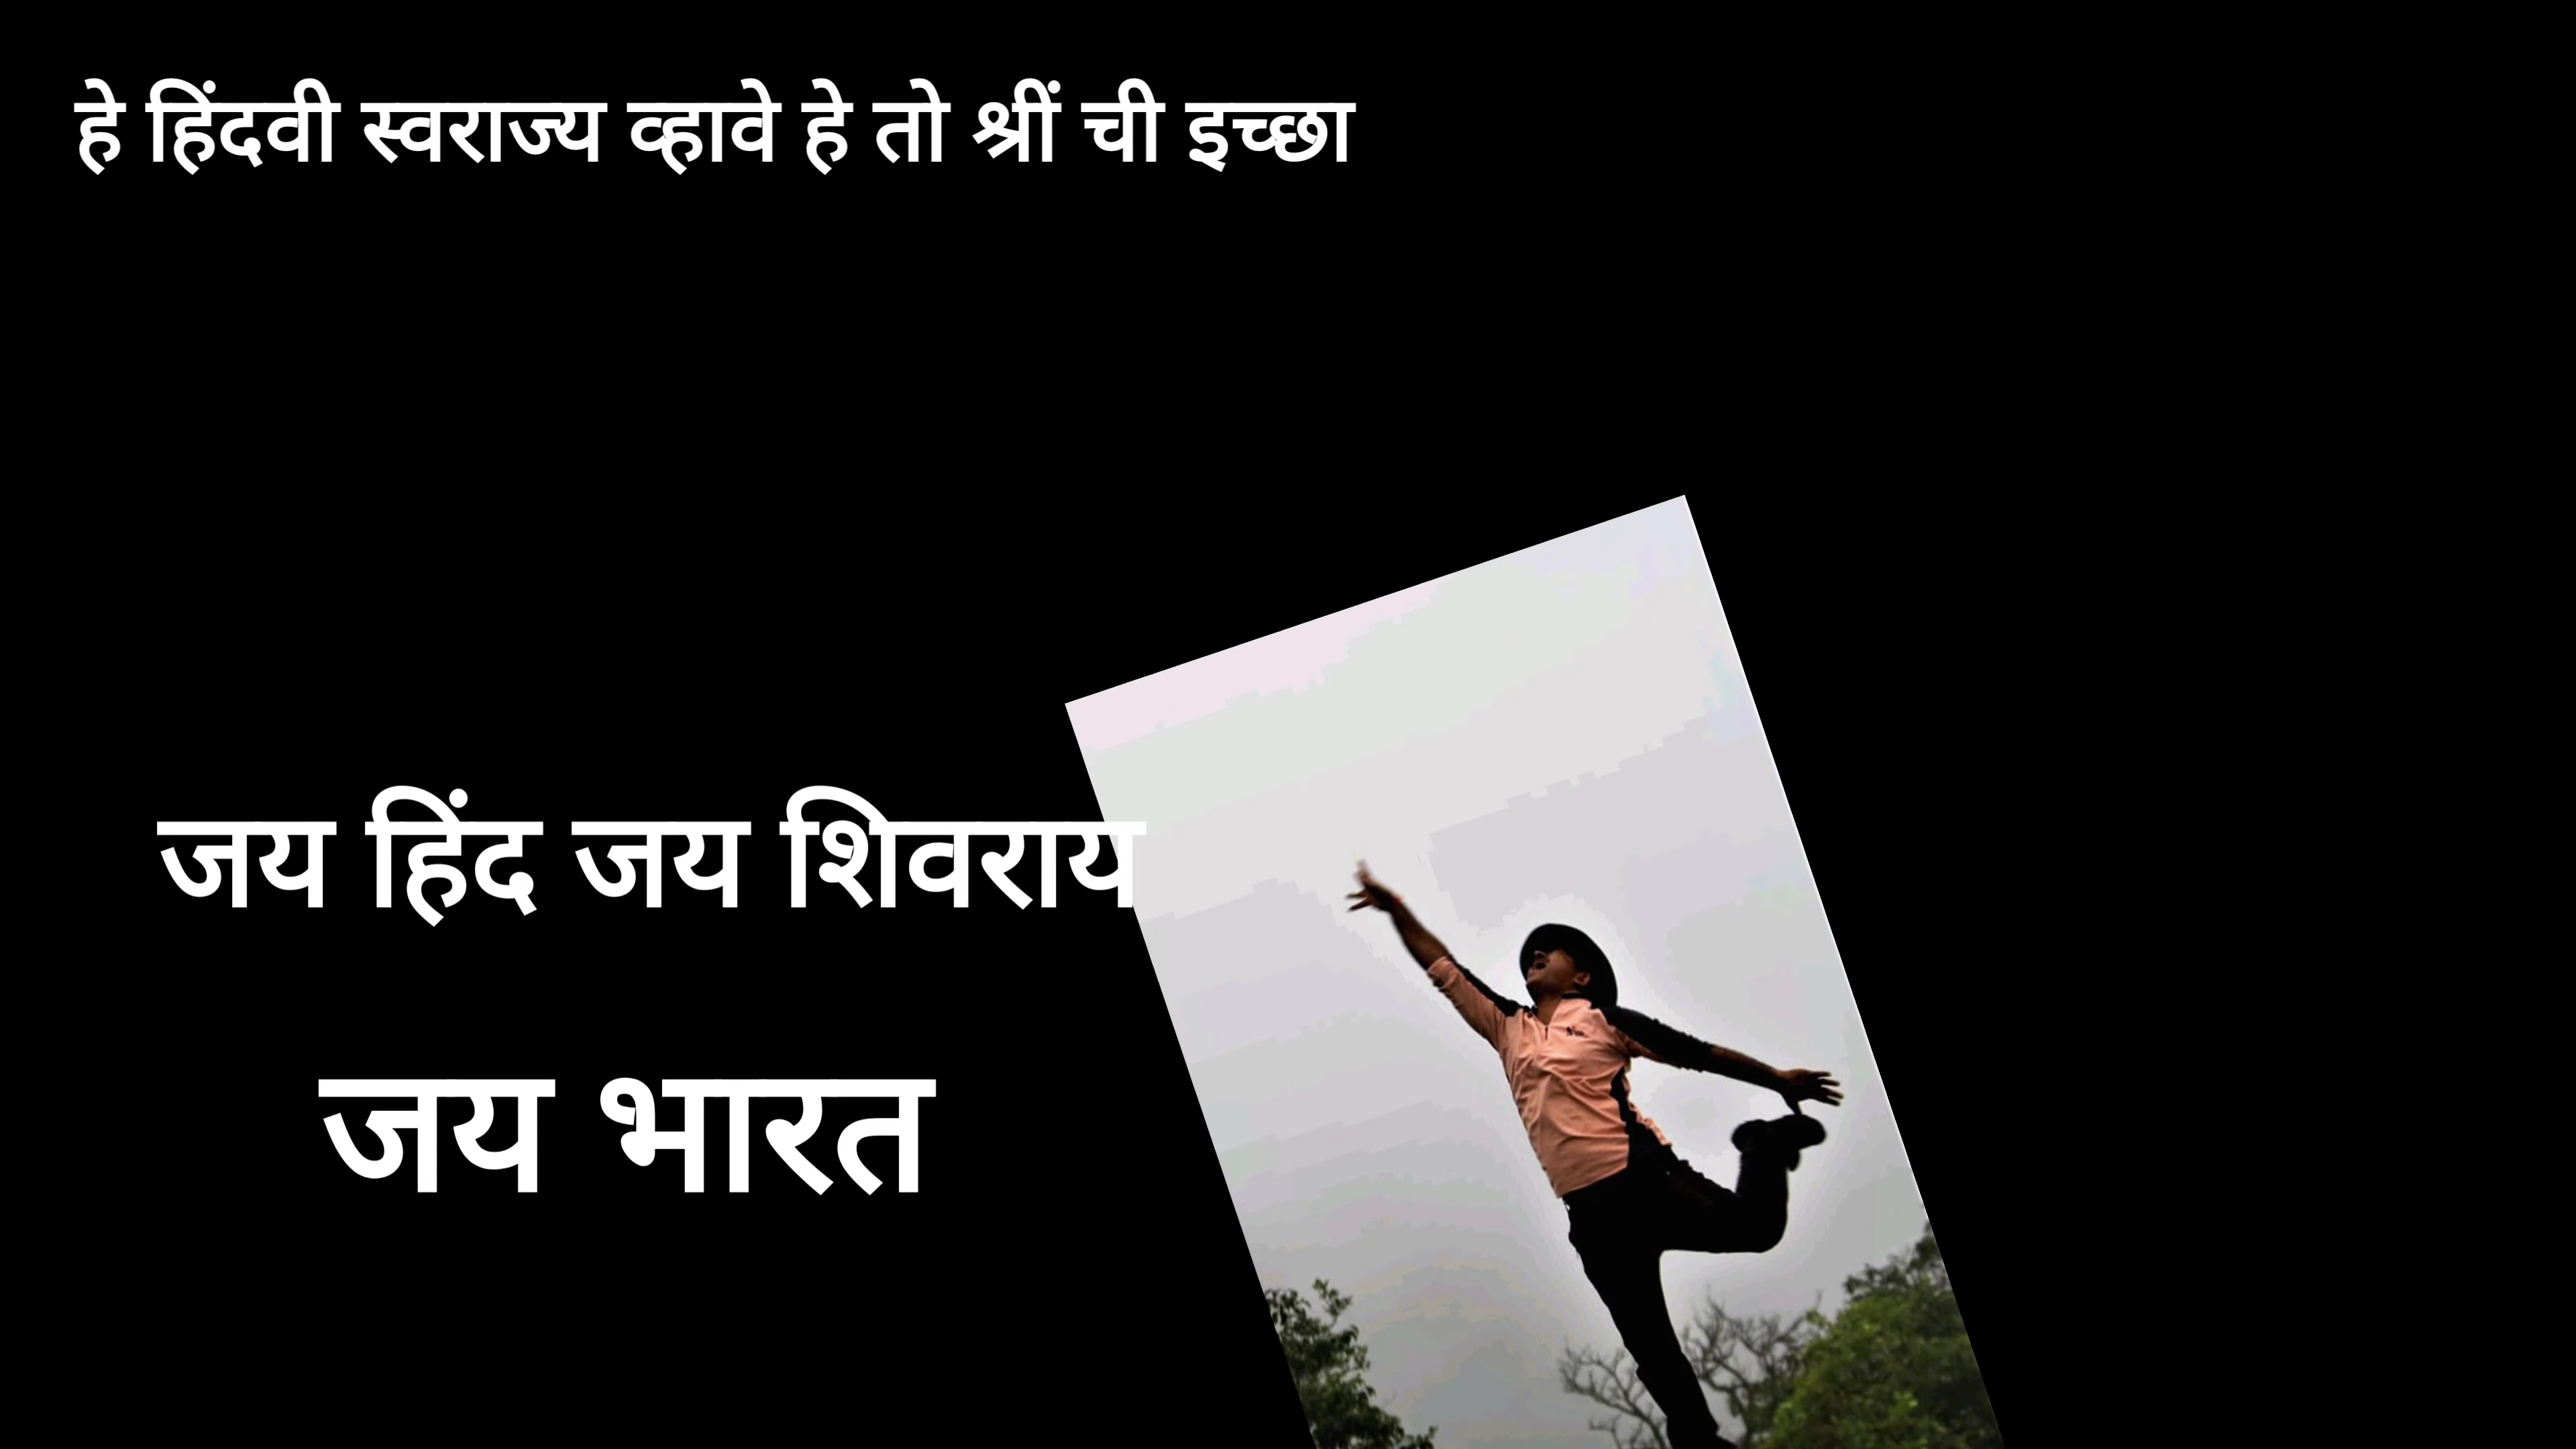 हे हिंदवी स्वराज्य व्हावे हे तो श्रीं ची इच्छा
जय हिंद जय शिवराय
जय भारत